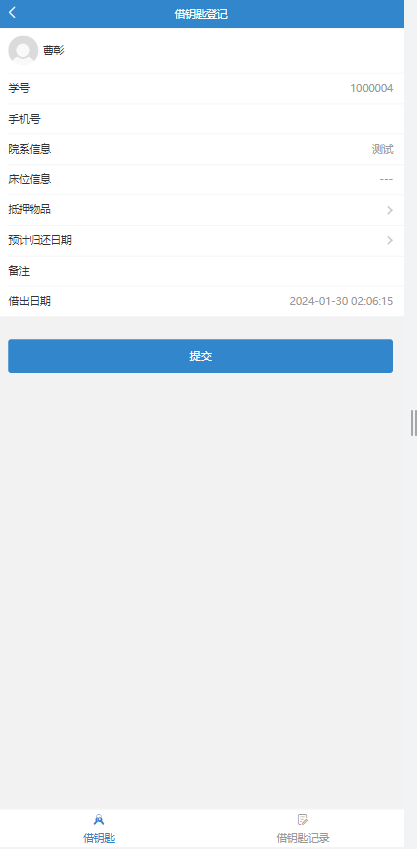 借钥匙登记
曹彰
学号 1000004
手机号
院系信息 测试
床位信息 ---
抵押物品
预计归还日期
备注
借出日期 2024-01-30 02:06:15
提交
借钥匙 借钥匙记录